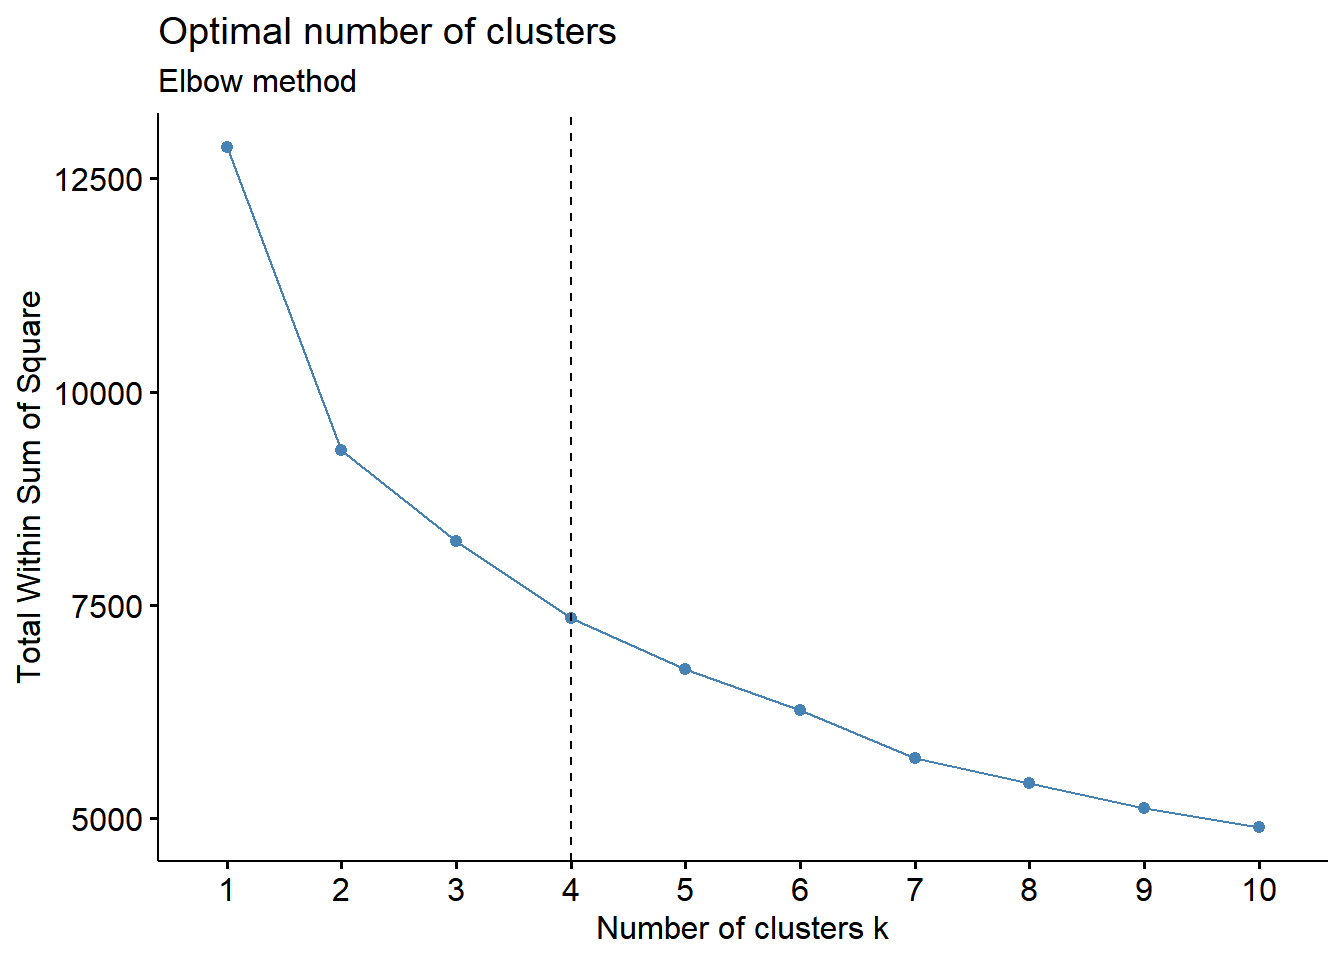 Optimal number of clusters
Elbow method
Total Within Sum of Square
12500
10000
7500
5000
1 2 3 4 5 6 7 8 9 10
Number of clusters k